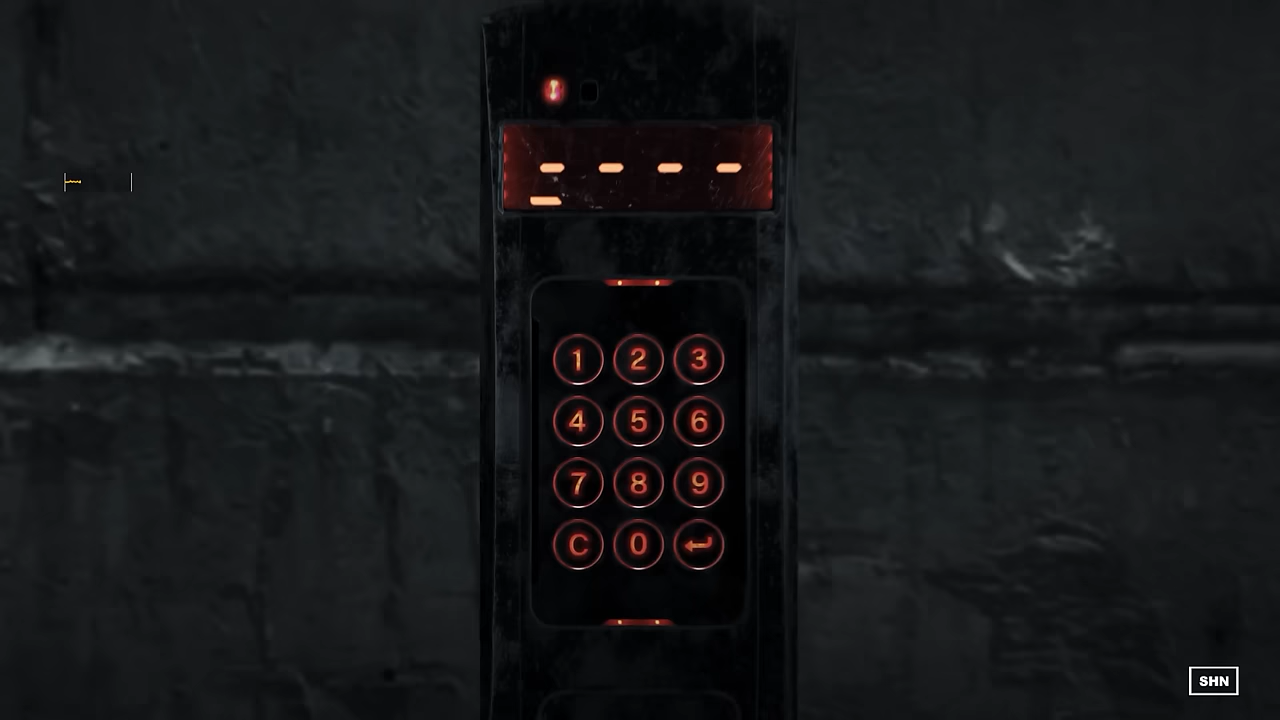 - - - -
1 2 3
4 5 6
7 8 9
C 0 ↵
SHN